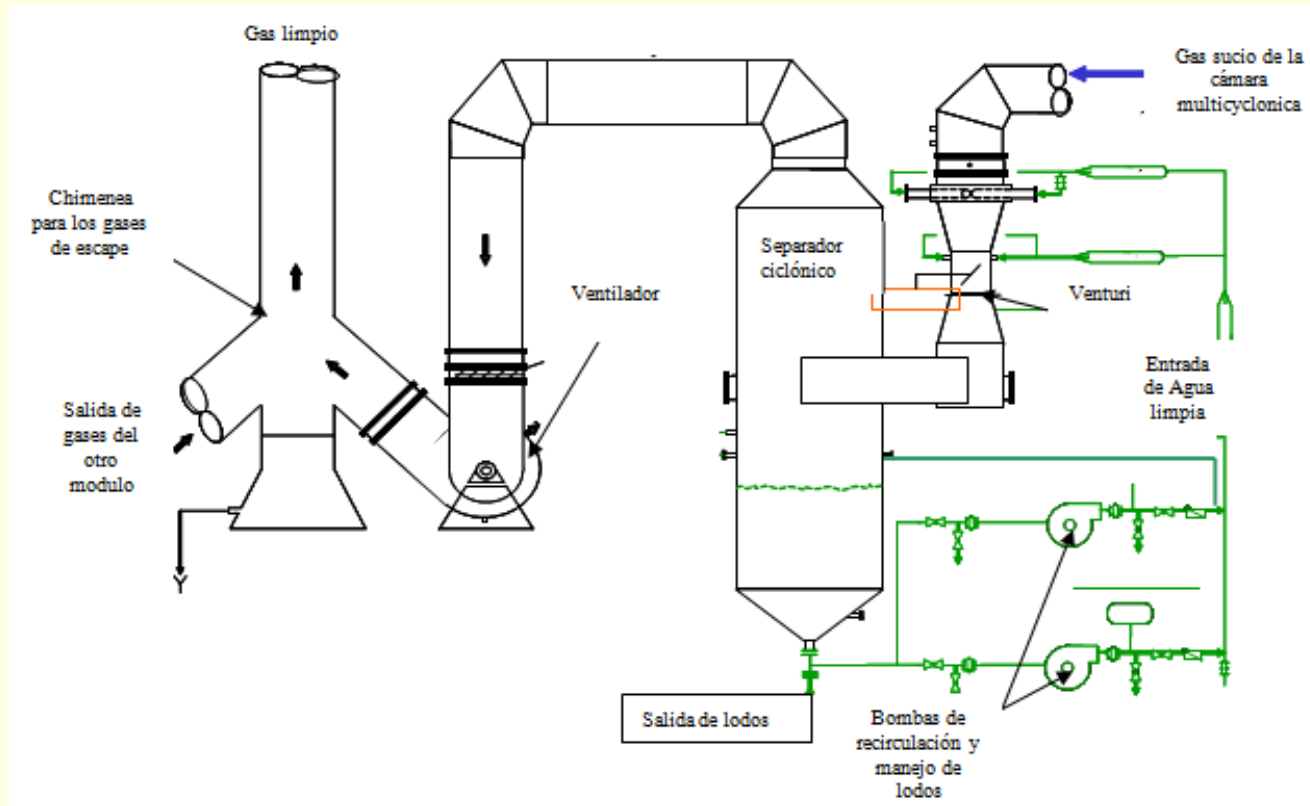 Gas limpio
Gas sucio de la
cámara
multicyclonica
Chimenea
para los gases
de escape
Separador
ciclónico
Ventilador
Venturi
Entrada
de Agua
limpia
Salida de
gases del
otro
modulo
Salida de lodos
Bombas de
recirculación y
manejo de
lodos